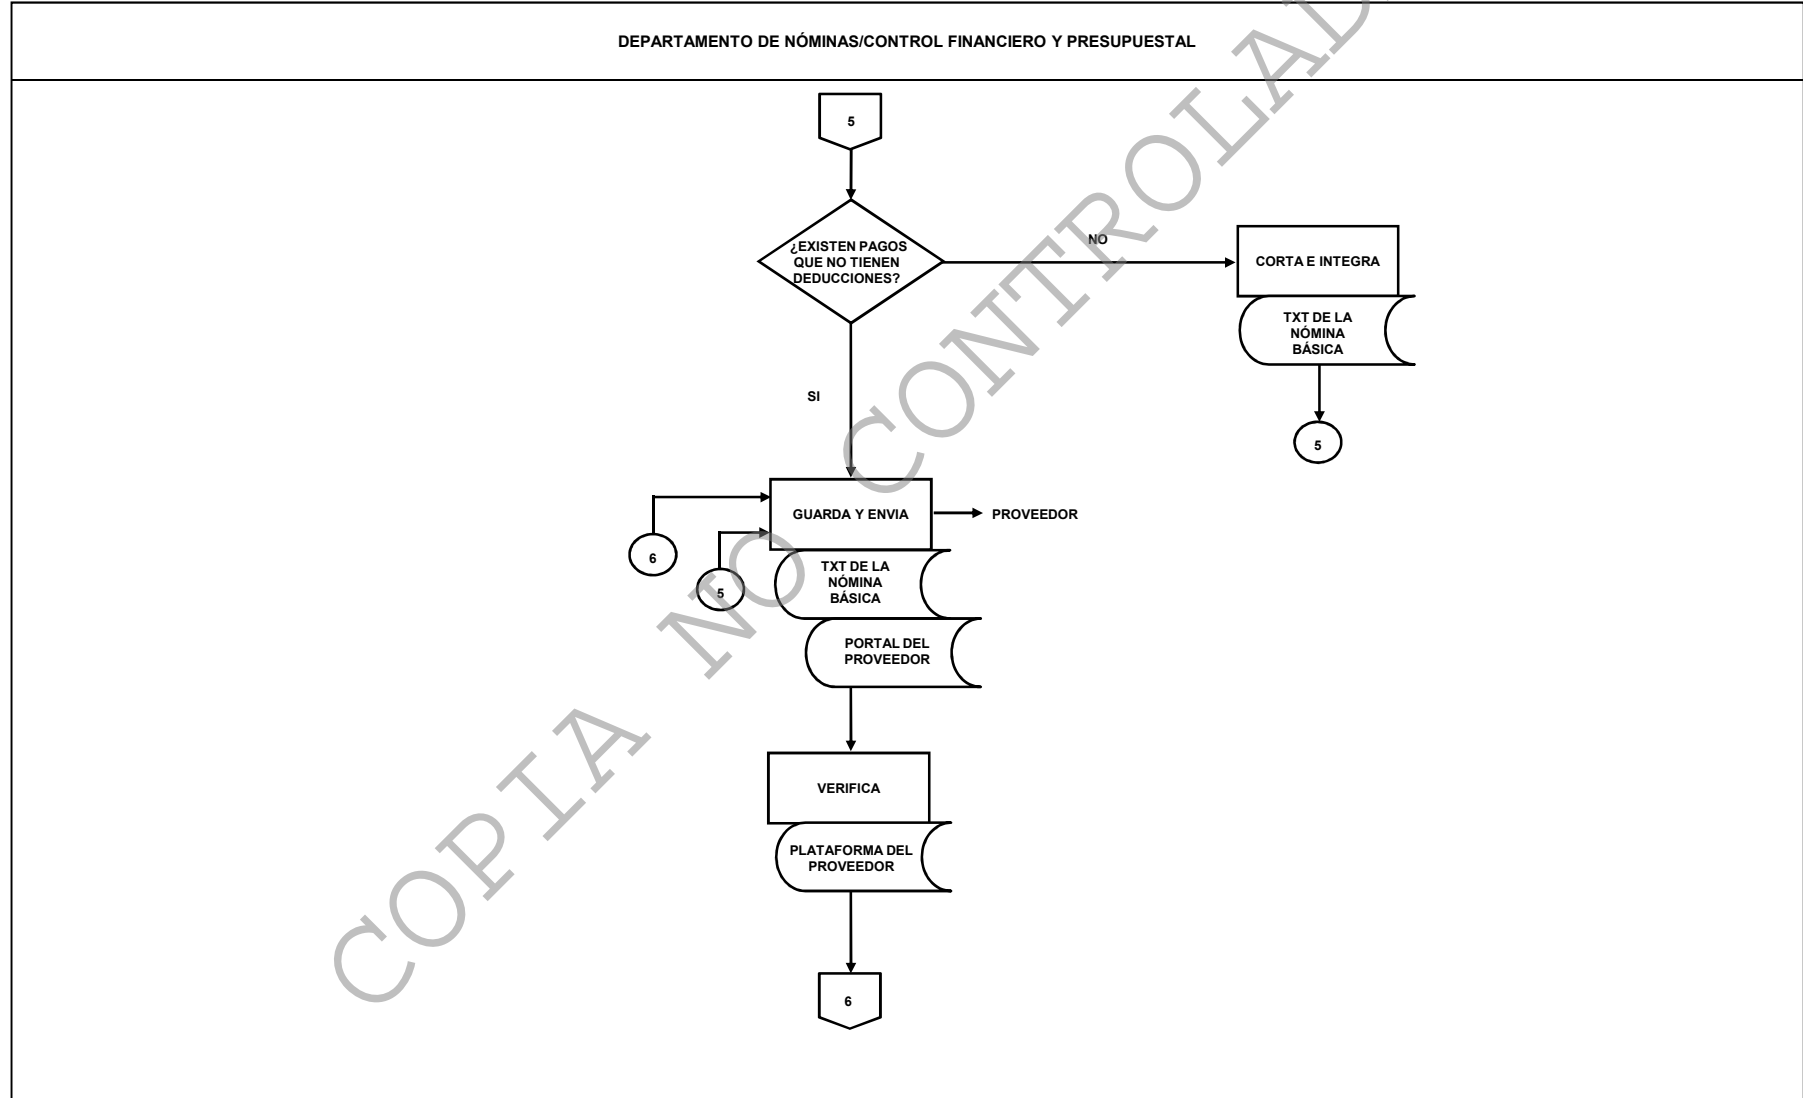 DEPARTAMENTO DE NÓMINAS/CONTROL FINANCIERO Y PRESUPUESTAL
5
¿EXISTEN PAGOS
QUE NO TIENEN
DEDUCCIONES?
NO
CORTA E INTEGRA
TXT DE LA
NÓMINA
BÁSICA
5
SI
GUARDA Y ENVIA
PROVEEDOR
6
5
TXT DE LA
NÓMINA
BÁSICA
PORTAL DEL
PROVEEDOR
VERIFICA
PLATAFORMA DEL
PROVEEDOR
6
COPIA NO CONTROLAD